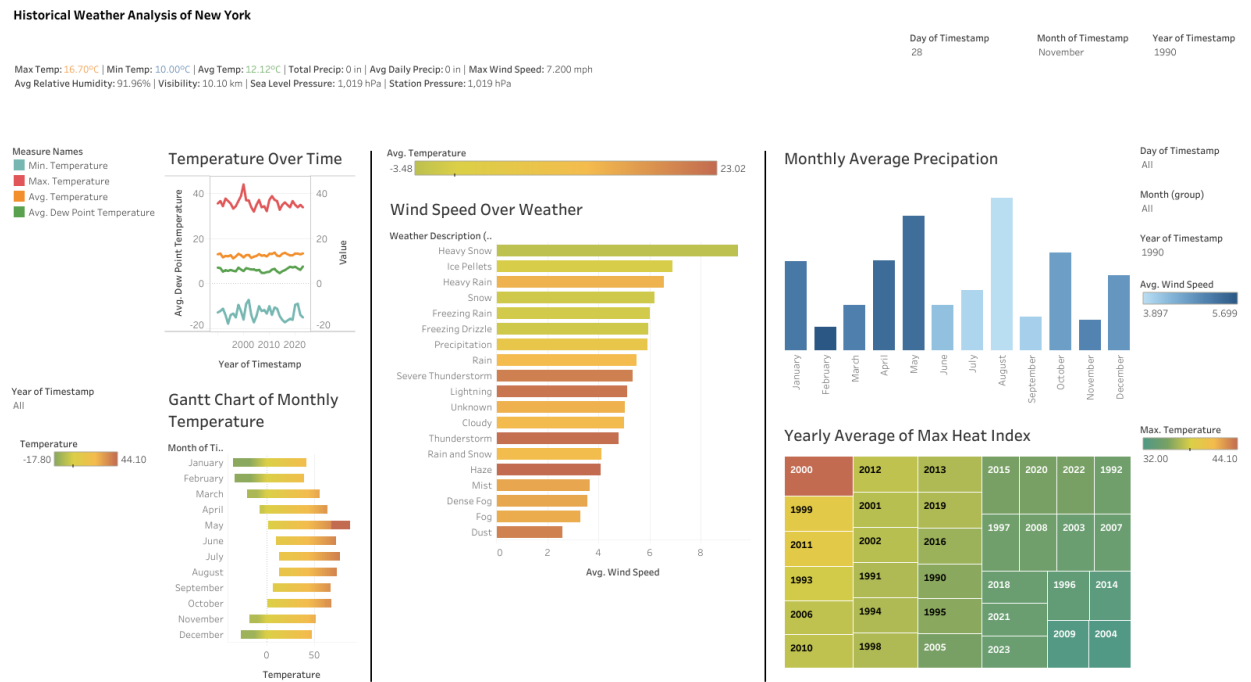 Historical Weather Analysis of New York
Day of Timestamp
28
Month of Timestamp
November
Year of Timestamp
1990
Max Temp: 16.70ºC | Min Temp: 10.00ºC | Avg Temp: 12.12ºC | Total Precip: 0 in | Avg Daily Precip: 0 in | Max Wind Speed: 7.200 mph
Avg Relative Humidity: 91.96% | Visibility: 10.10 km | Sea Level Pressure: 1,019 hPa | Station Pressure: 1,019 hPa
Measure Names
Min. Temperature
Max. Temperature
Avg. Temperature
Avg. Dew Point Temperature
Temperature Over Time
Avg. Dew Point Temperature
40
20
0
-20
40
20
0
-20
Value
2000 2010 2020
Year of Timestamp
Year of Timestamp
All
Temperature
-17.80
44.10
Gantt Chart of Monthly
Temperature
Month of Ti..
January
February
March
April
May
June
July
August
September
October
November
December
0
50
Temperature
Avg. Temperature
-3.48
23.02
Wind Speed Over Weather
Weather Description (..
Heavy Snow
Ice Pellets
Heavy Rain
Snow
Freezing Rain
Freezing Drizzle
Precipitation
Rain
Severe Thunderstorm
Lightning
Unknown
Cloudy
Thunderstorm
Rain and Snow
Haze
Mist
Dense Fog
Fog
Dust
0
2
4
6
8
Avg. Wind Speed
Monthly Average Precipation
January
February
March
April
May
June
July
August
September
October
November
December
Day of Timestamp
All
Month (group)
All
Year of Timestamp
1990
Avg. Wind Speed
3.897
5.699
Yearly Average of Max Heat Index
2000
1999
2011
1993
2006
2010
2012
2001
2002
1991
1994
1998
2013
2019
2016
1990
1995
2005
2015
2020
2022
1992
1997
2008
2003
2007
2018
2021
2023
1996
2014
2009
2004
Max. Temperature
32.00
44.10